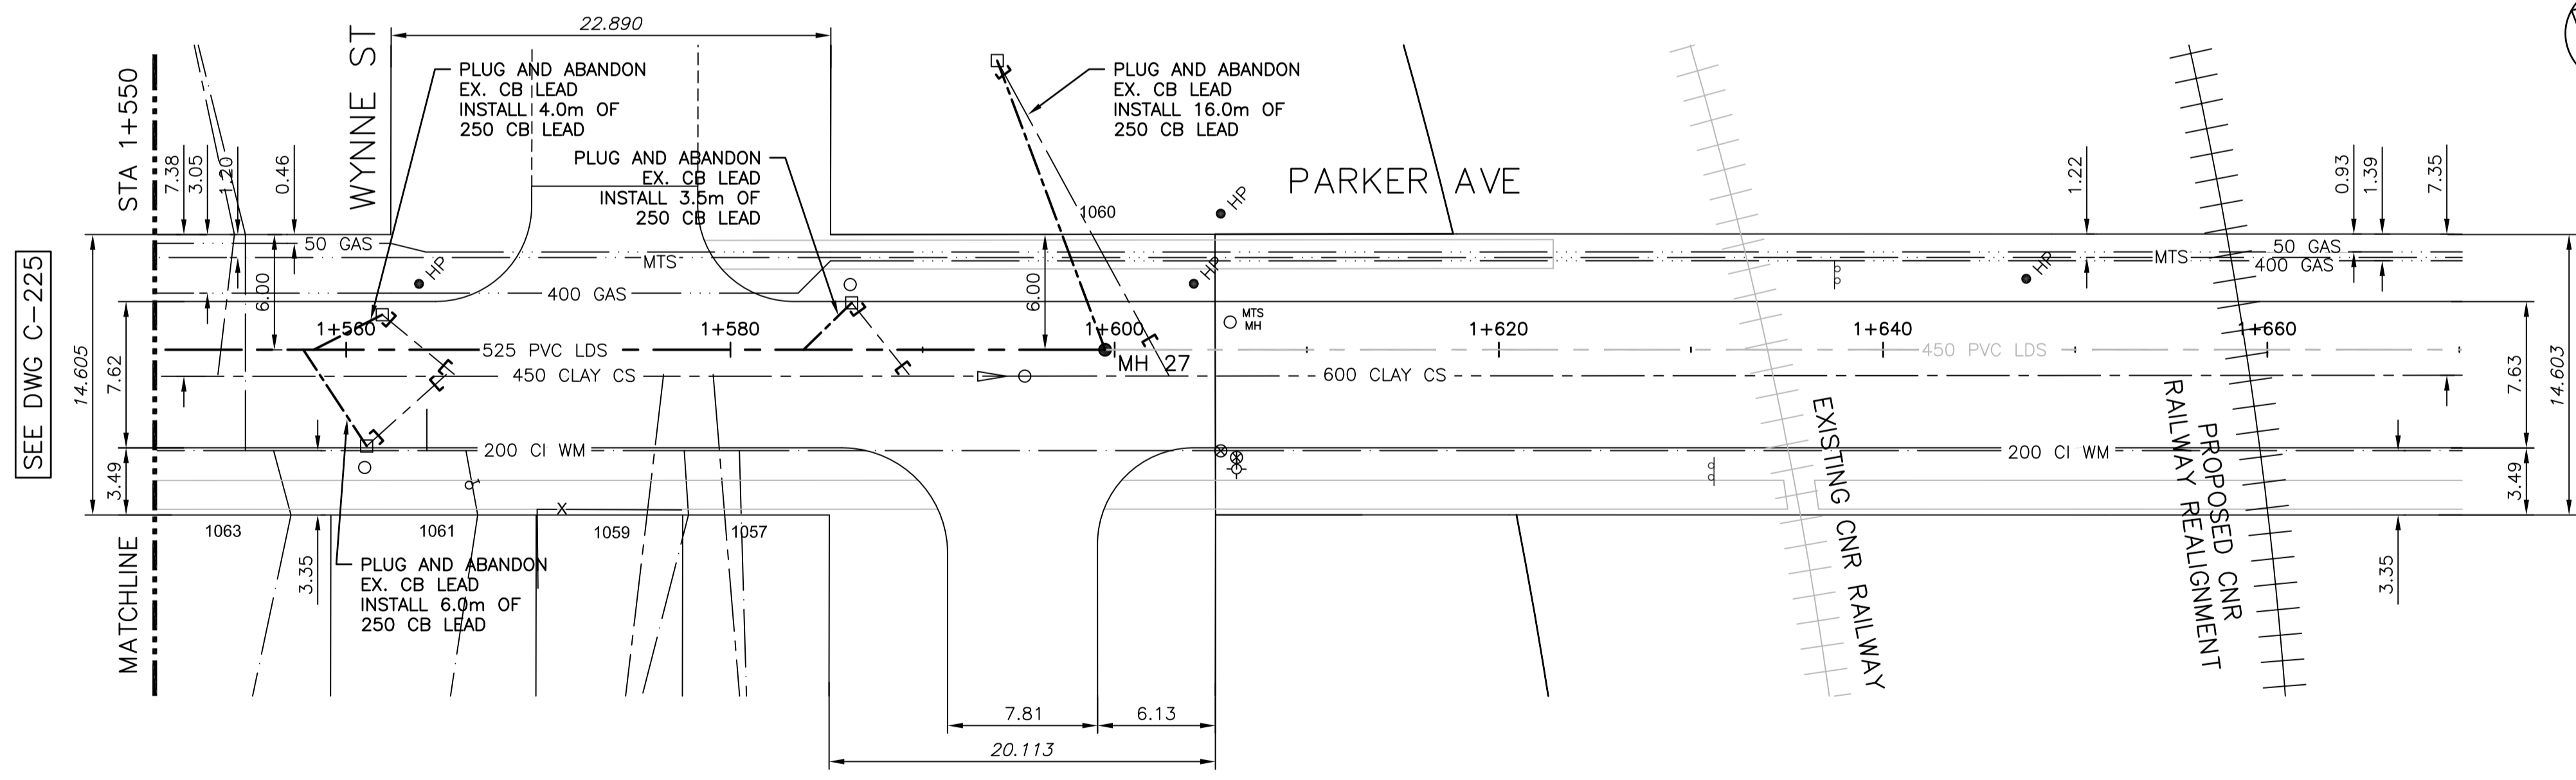 22.890
STA 1+550
WYNNE ST
PLUG AND ABANDON
EX. CB LEAD
INSTALL 4.0m OF
250 CB LEAD
PLUG AND ABANDON
EX. CB LEAD
INSTALL 3.5m OF
250 CB LEAD
PLUG AND ABANDON
EX. CB LEAD
INSTALL 16.0m OF
250 CB LEAD
PARKER AVE
7.38
3.05
1.20
0.46
1.22
0.93
1.39
7.35
1060
HP
50 GAS
MTS
HP
400 GAS
6.00
6.00
HP
MTS
MH
HP
MTS
50 GAS
400 GAS
SEE DWG C-225
14.605
7.62
3.49
1+560
1+580
1+600
1+620
1+640
1+660
525 PVC LDS
MH 27
450 PVC LDS
450 CLAY CS
600 CLAY CS
200 CI WM
200 CI WM
7.63
14.603
3.49
EXISTING CNR RAILWAY
PROPOSED CNR
RAILWAY REALIGNMENT
X
1063
1061
1059
1057
MATCHLINE
3.35
PLUG AND ABANDON
EX. CB LEAD
INSTALL 6.0m OF
250 CB LEAD
3.35
7.81
6.13
20.113